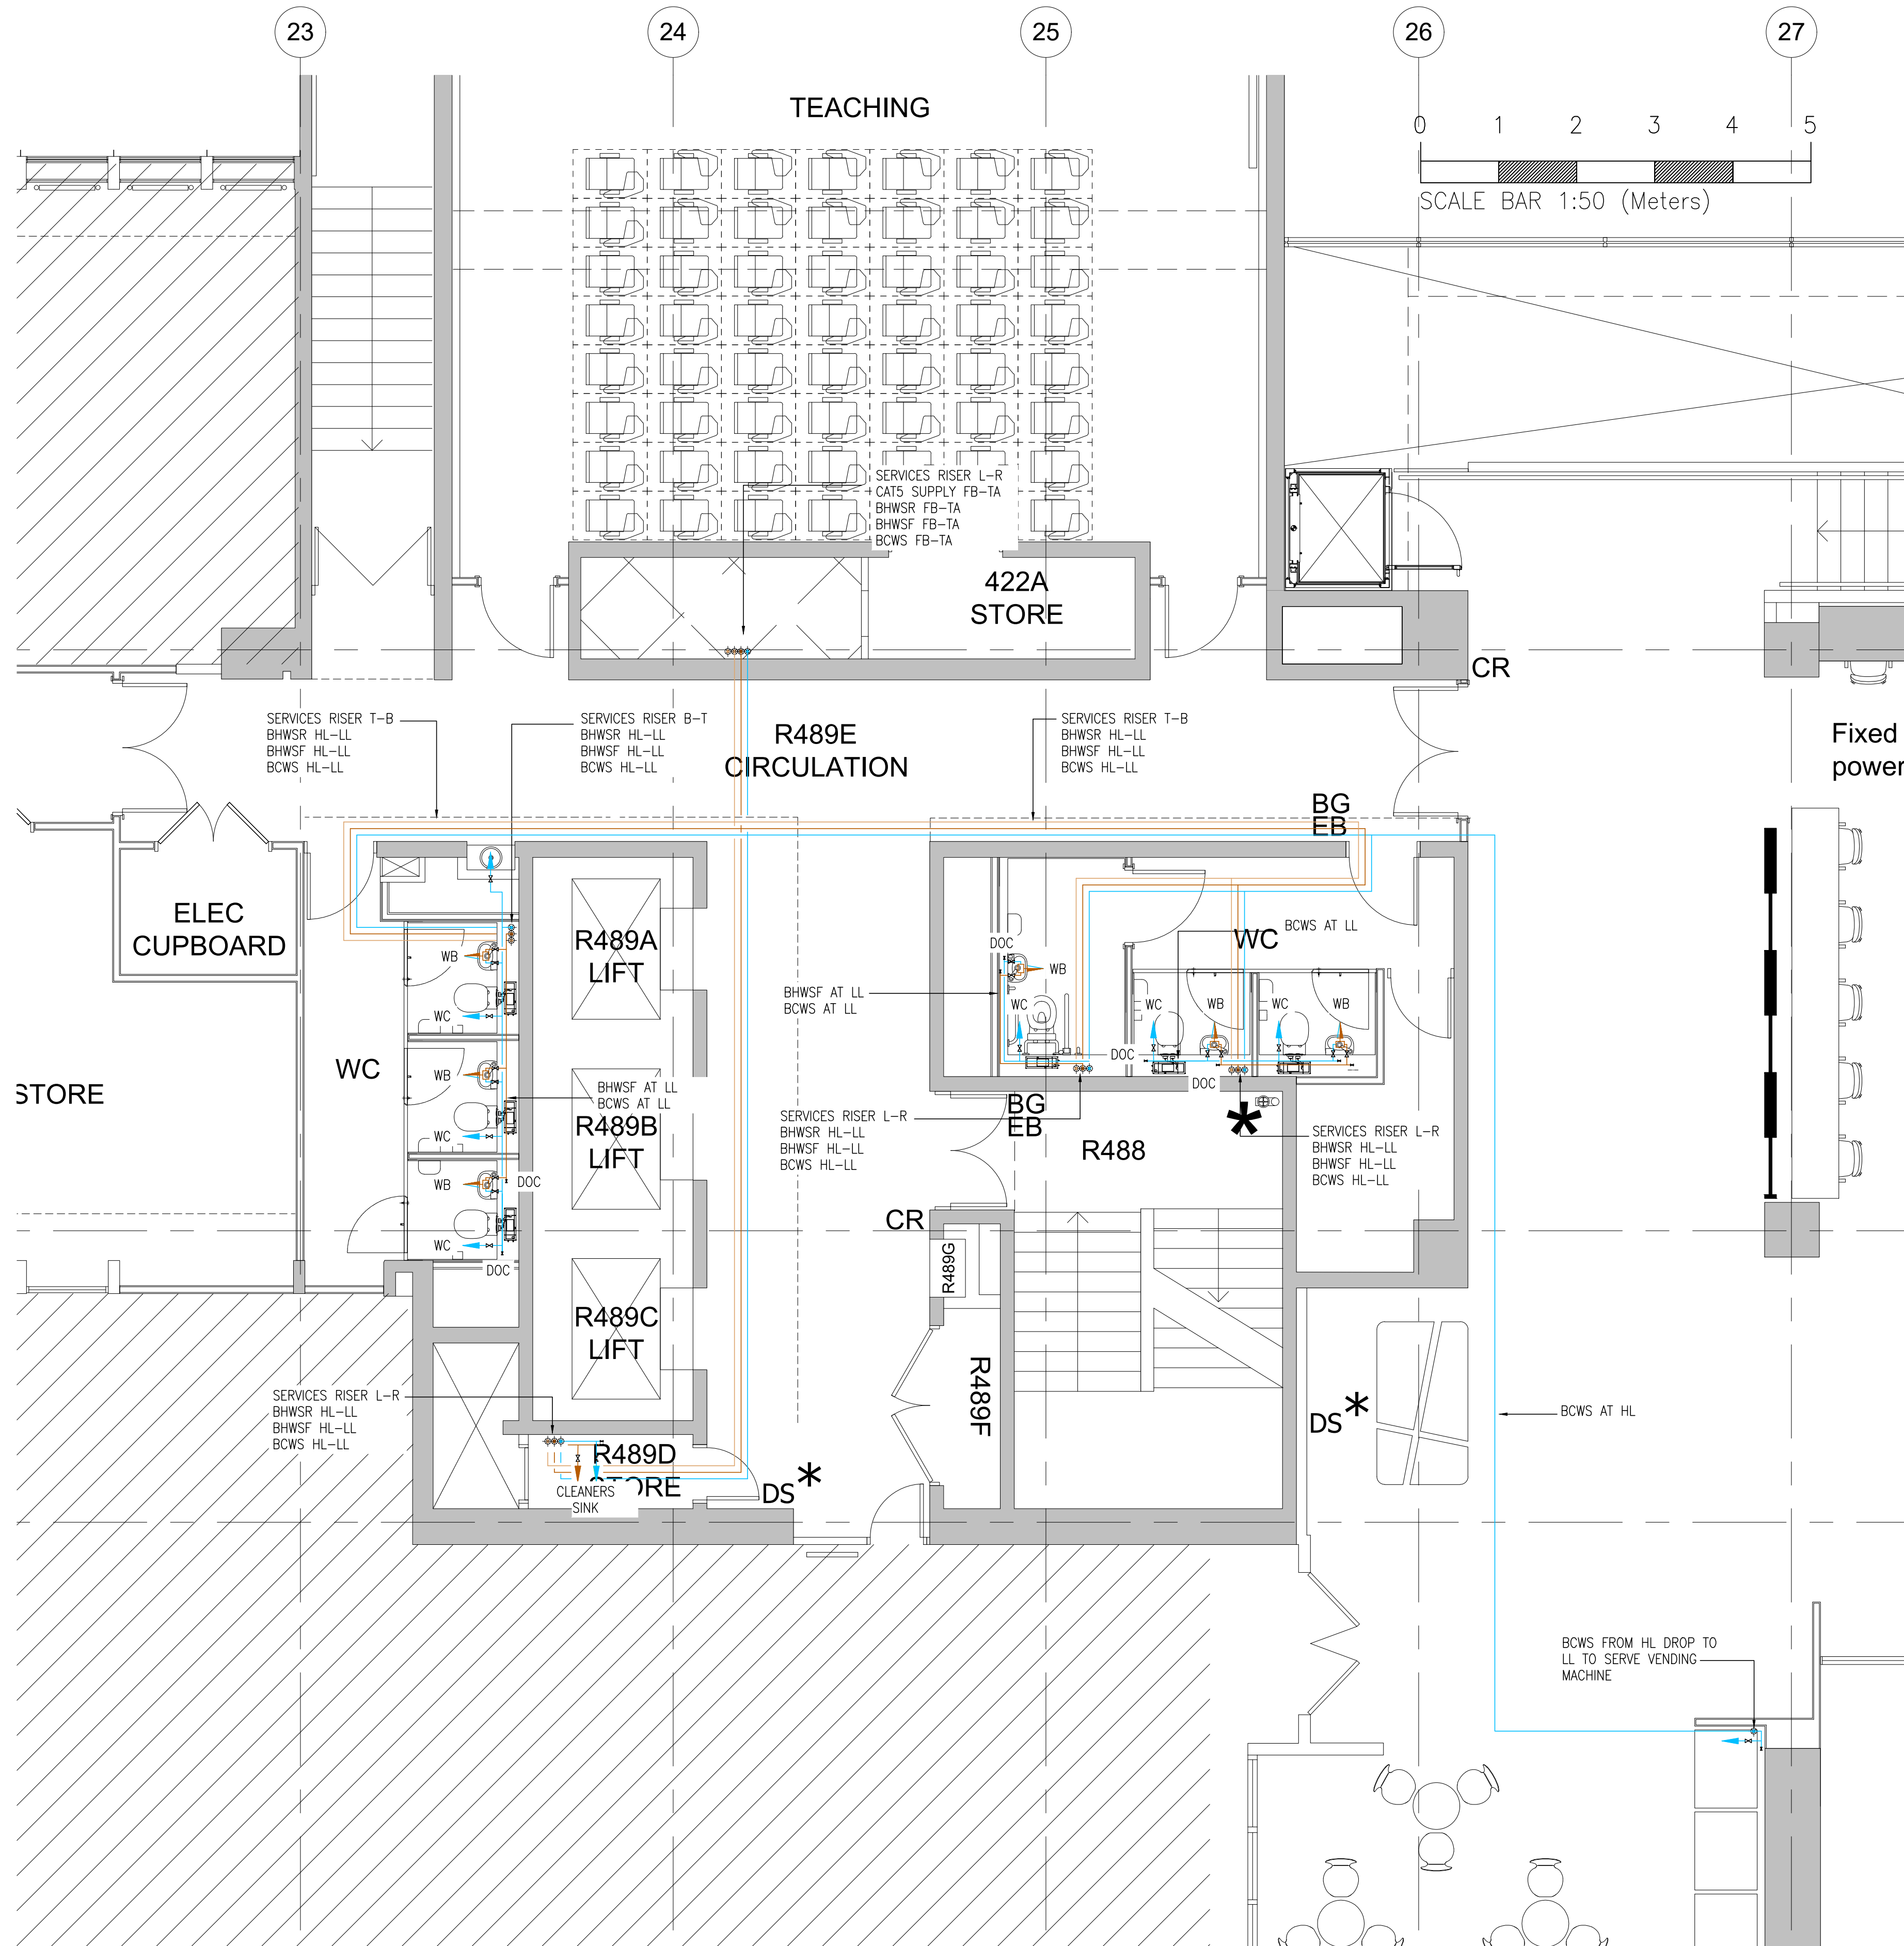 23
24
25
26
27
TEACHING
0 1 2 3 4 5
SCALE BAR 1:50 (Meters)
SERVICES RISER L-R
CAT5 SUPPLY FB-TA
BHWSR FB-TA
BHWSF FB-TA
BCWS FB-TA
422A
STORE
CR
SERVICES RISER T-B
BHWSR HL-LL
BHWSF HL-LL
BCWS HL-LL
SERVICES RISER B-T
BHWSR HL-LL
BHWSF HL-LL
BCWS HL-LL
R489E
CIRCULATION
SERVICES RISER T-B
BHWSR HL-LL
BHWSF HL-LL
BCWS HL-LL
Fixed
power
BG
EB
ELEC
CUPBOARD
R489A
LIFT
WB
WC
DOC
WB
WC
BCWS AT LL
WC
BHWSF AT LL
BCWS AT LL
WC
WB
WC
WB
DOC
DOC
STORE
WC
WB
WC
BHWSF AT LL
BCWS AT LL
R489B
LIFT
WB
DOC
WC
DOC
SERVICES RISER L-R
BHWSR HL-LL
BHWSF HL-LL
BCWS HL-LL
BG
EB
R488
*
SERVICES RISER L-R
BHWSR HL-LL
BHWSF HL-LL
BCWS HL-LL
CR
R489G
R489C
LIFT
R489F
DS*
BCWS AT HL
SERVICES RISER L-R
BHWSR HL-LL
BHWSF HL-LL
BCWS HL-LL
R489D
STORE
CLEANERS
SINK
DS*
BCWS FROM HL DROP TO
LL TO SERVE VENDING
MACHINE